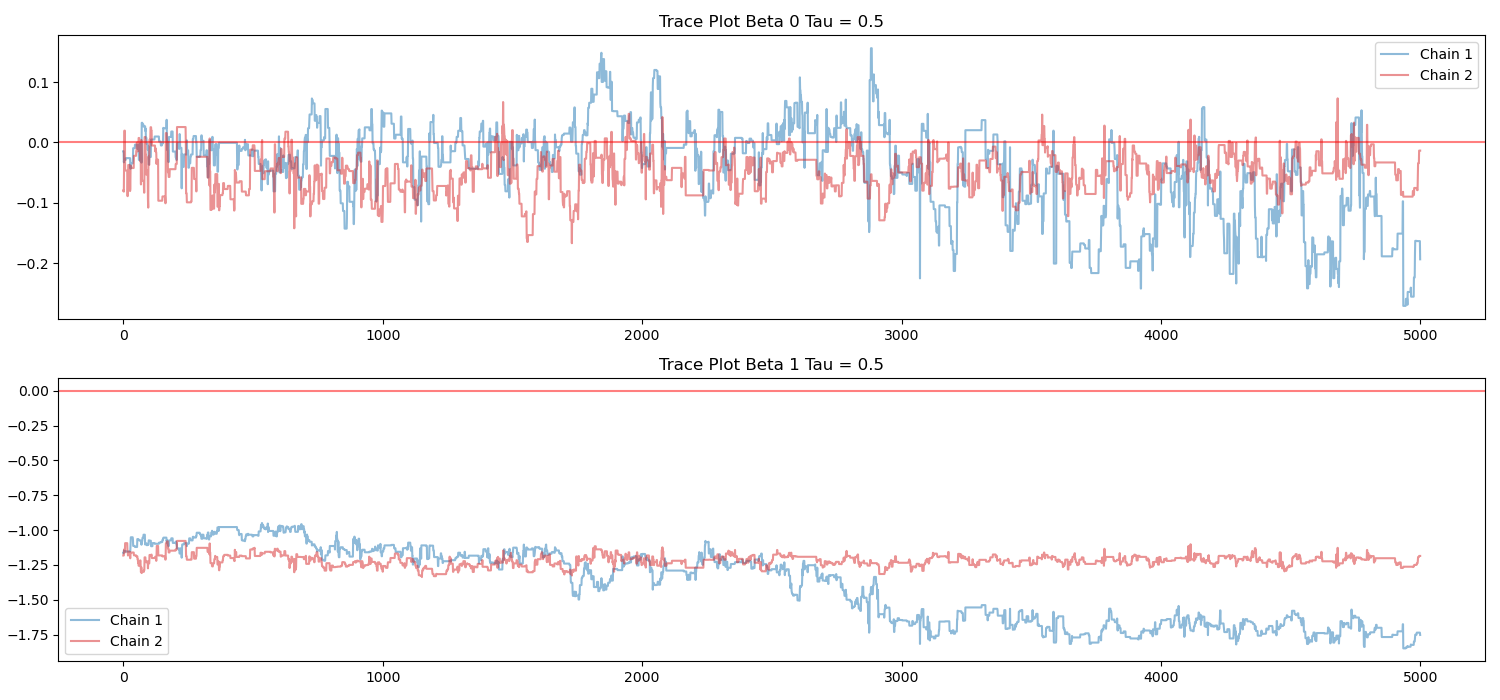 Trace Plot Beta 0 Tau = 0.5
Chain 1
Chain 2
0.1
0.0
−0.1
−0.2
0 1000 2000 3000 4000 5000
Trace Plot Beta 1 Tau = 0.5
0.00
−0.25
−0.50
−0.75
−1.00
−1.25
−1.50
−1.75
Chain 1
Chain 2
0 1000 2000 3000 4000 5000